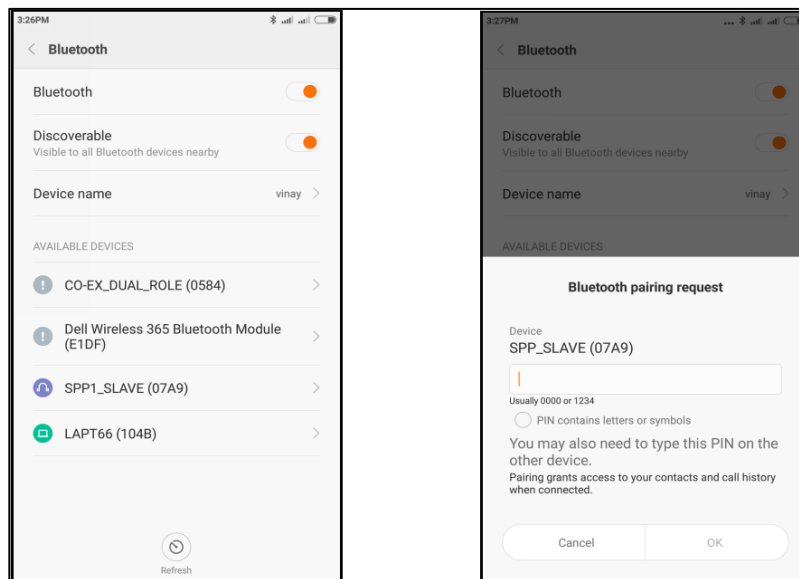 3:26PM
Bluetooth
Bluetooth
Discoverable
Visible to all Bluetooth devices nearby
Device name vinay
AVAILABLE DEVICES
CO-EX_DUAL_ROLE (0584)
Dell Wireless 365 Bluetooth Module
(E1DF)
SPP1_SLAVE (07A9)
LAPT66 (104B)
Refresh
3:27PM
Bluetooth
Bluetooth
Discoverable
Visible to all Bluetooth devices nearby
Device name vinay
AVAILABLE DEVICES
Bluetooth pairing request
Device
SPP_SLAVE (07A9)
Usually 0000 or 1234
PIN contains letters or symbols
You may also need to type this PIN on the
other device.
Pairing grants access to your contacts and call history
when connected.
Cancel OK